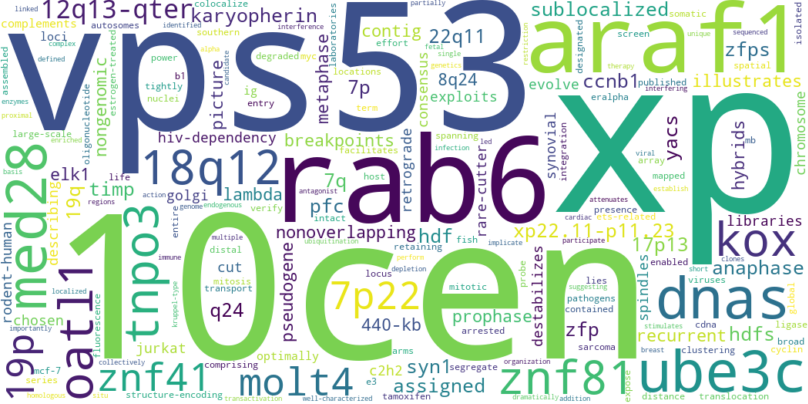 linked
12q13-qter
autosomes
identified
colocalize
karyopherin
partially
interference
sublocalized
somatic
isolated
complements
loci
southern
alpha
contig
effort
laboratories
22q11
screen
restriction
unique
spatial
designated
zfps
vps53
araf1
complex
defined
assembled
enzymes
proximal
nongenomic
oligonucleotide
estrogen-treated
power
b1
tightly
nuclei
picture
degraded
myc
candidate
ig
entry
metaphase
locations
7p
term
consensus
fetal
single
genetics
8q24
exploits
therapy
evolve
ccnb1
published
interfering
illustrates
sequenced
eralpha
chromosome
large-scale
enriched
basis
hiv-dependency
breakpoints
facilitates
spanning
infection
led
synovial
integration
viral
array
mb
mapped
establish
yacs
hybrids
xp
med28
elk1
life
timp
action
regions
19q
describing
18q12
golgi
lambda
genome
endogenous
verify
entire
7q
host
pfc
intact
antagonist
attenuates
retrograde
rab6
rare-cutter
cardiac
ets-related
presence
participate
implicate
xp22.11-p11.23
17p13
enabled
libraries
kox
clones
short
viruses
anaphase
rodent-human
chosen
19p
oatl1
tnpo3
10cen
multiple
immune
distal
cut
mitosis
transport
q24
kruppel-type
localized
importantly
fluorescence
nonoverlapping
ubiquitination
pseudogene
hdf
retaining
depletion
fish
perform
locus
7p22
mitotic
probe
440-kb
arrested
arms
prophase
destabilizes
lies
suggesting
pathogens
contained
zfp
spindles
dnas
global
recurrent
hdfs
stimulates
cdna
ligase
broad
cyclin
jurkat
comprising
collectively
mcf-7
series
homologous
situ
znf41
structure-encoding
optimally
molt4
transactivation
well-characterized
c2h2
e3
tamoxifen
syn1
segregate
assigned
organization
dramatically
addition
znf81
sarcoma
expose
clustering
breast
distance
translocation
ube3c